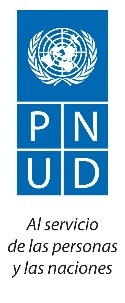 P N
U D
Al servicio
de las personas
y las naciones